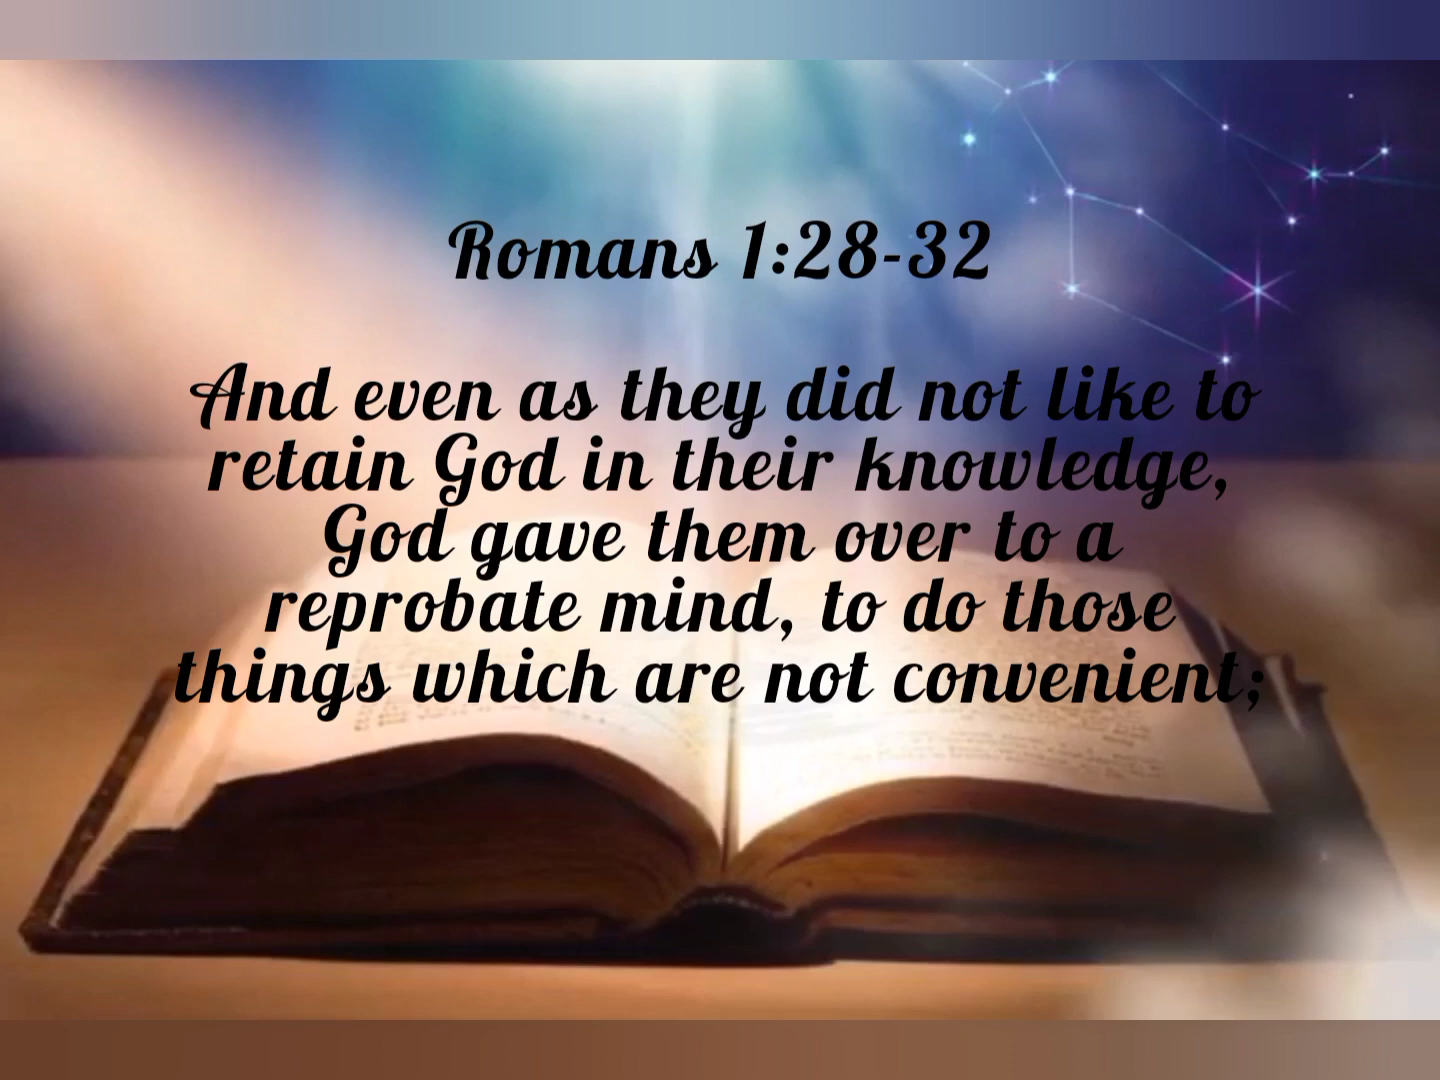 Romans 1:28-32
And even as they did not like to
retain God in their knowledge,
God gave them over to a
reprobate mind, to do those
things which are not convenient;